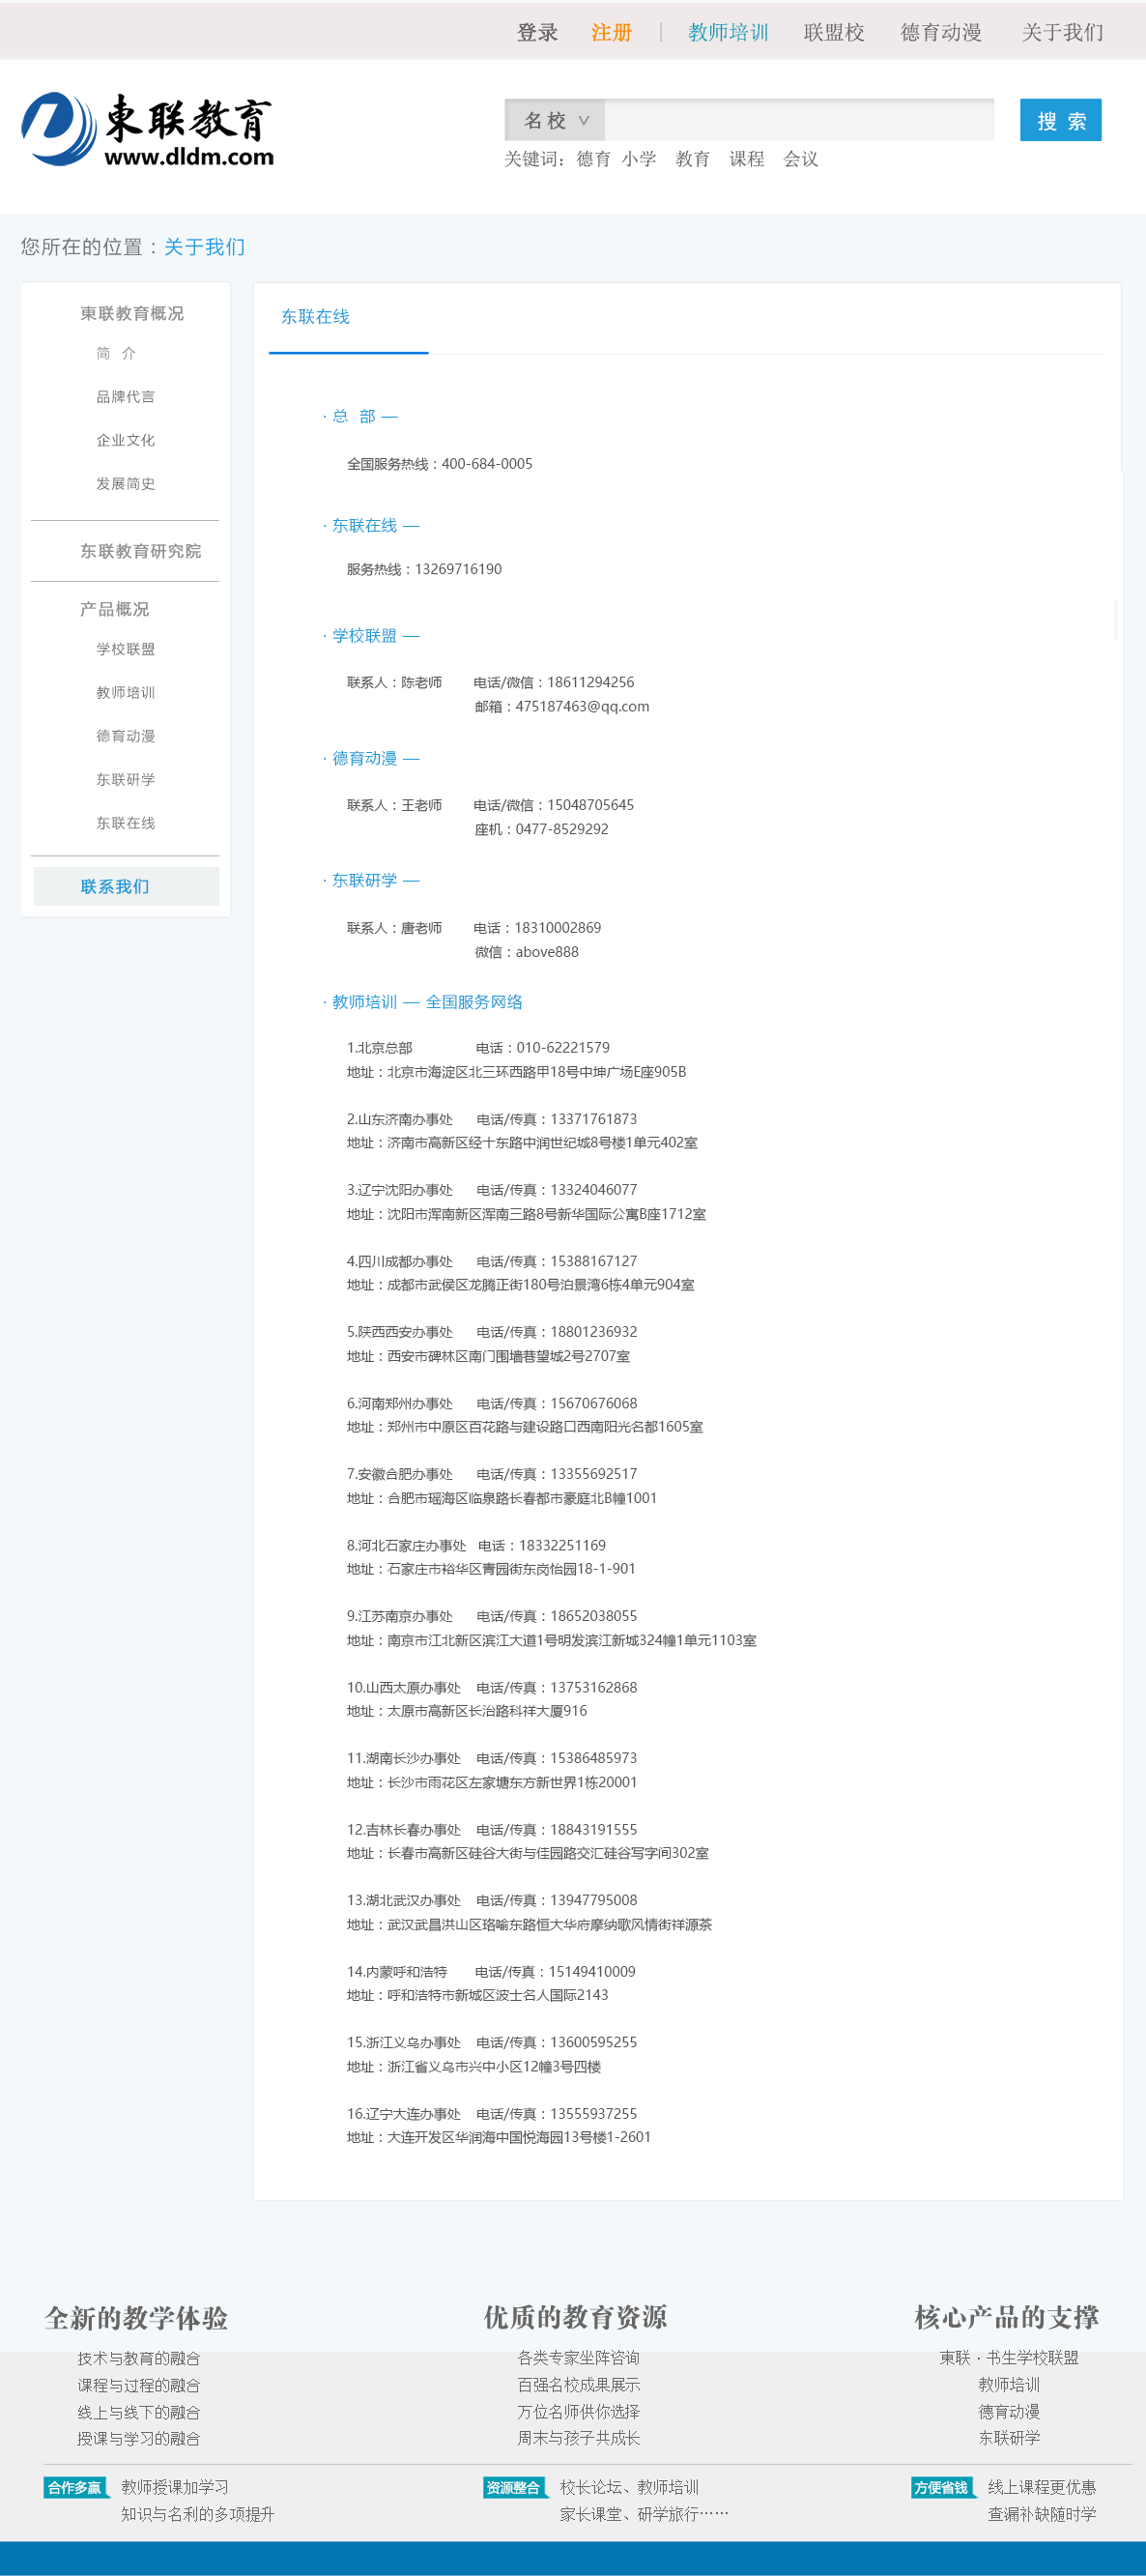 登录 注册 | 教师培训 联盟校 德育动漫 关于我们
東联教育
www.dldm.com
名校 ∨ 搜 索
关键词：德育 小学 教育 课程 会议
您所在的位置：关于我们
東联教育概况
简 介
品牌代言
企业文化
发展简史
东联教育研究院
产品概况
学校联盟
教师培训
德育动漫
东联研学
东联在线
联系我们
东联在线
· 总 部 —
全国服务热线：400-684-0005
· 东联在线 —
服务热线：13269716190
· 学校联盟 —
联系人：陈老师 电话/微信：18611294256
邮箱：475187463@qq.com
· 德育动漫 —
联系人：王老师 电话/微信：15048705645
座机：0477-8529292
· 东联研学 —
联系人：唐老师 电话：18310002869
微信：above888
· 教师培训 — 全国服务网络
1.北京总部 电话：010-62221579
地址：北京市海淀区北三环西路甲18号中坤广场E座905B
2.山东济南办事处 电话/传真：13371761873
地址：济南市高新区经十东路中润世纪城8号楼1单元402室
3.辽宁沈阳办事处 电话/传真：13324046077
地址：沈阳市浑南新区浑南三路8号新华国际公寓B座1712室
4.四川成都办事处 电话/传真：15388167127
地址：成都市武侯区龙腾正街180号泊景湾6栋4单元904室
5.陕西西安办事处 电话/传真：18801236932
地址：西安市碑林区南门围墙巷望城2号2707室
6.河南郑州办事处 电话/传真：15670676068
地址：郑州市中原区百花路与建设路口西南阳光名都1605室
7.安徽合肥办事处 电话/传真：13355692517
地址：合肥市瑶海区临泉路长春都市豪庭北B幢1001
8.河北石家庄办事处 电话：18332251169
地址：石家庄市裕华区青园街东岗怡园18-1-901
9.江苏南京办事处 电话/传真：18652038055
地址：南京市江北新区滨江大道1号明发滨江新城324幢1单元1103室
10.山西太原办事处 电话/传真：13753162868
地址：太原市高新区长治路科祥大厦916
11.湖南长沙办事处 电话/传真：15386485973
地址：长沙市雨花区左家塘东方新世界1栋20001
12.吉林长春办事处 电话/传真：18843191555
地址：长春市高新区硅谷大街与佳园路交汇硅谷写字间302室
13.湖北武汉办事处 电话/传真：13947795008
地址：武汉武昌洪山区珞喻东路恒大华府摩纳歌风情街祥源茶
14.内蒙呼和浩特 电话/传真：15149410009
地址：呼和浩特市新城区波士名人国际2143
15.浙江义乌办事处 电话/传真：13600595255
地址：浙江省义乌市兴中小区12幢3号四楼
16.辽宁大连办事处 电话/传真：13555937255
地址：大连开发区华润海中国悦海园13号楼1-2601
全新的教学体验
技术与教育的融合
课程与过程的融合
线上与线下的融合
授课与学习的融合
合作多赢 教师授课加学习
知识与名利的多项提升
优质的教育资源
各类专家坐阵咨询
百强名校成果展示
万位名师供你选择
周末与孩子共成长
资源整合 校长论坛、教师培训
家长课堂、研学旅行……
核心产品的支撑
東联 · 书生学校联盟
教师培训
德育动漫
东联研学
方便省钱 线上课程更优惠
查漏补缺随时学